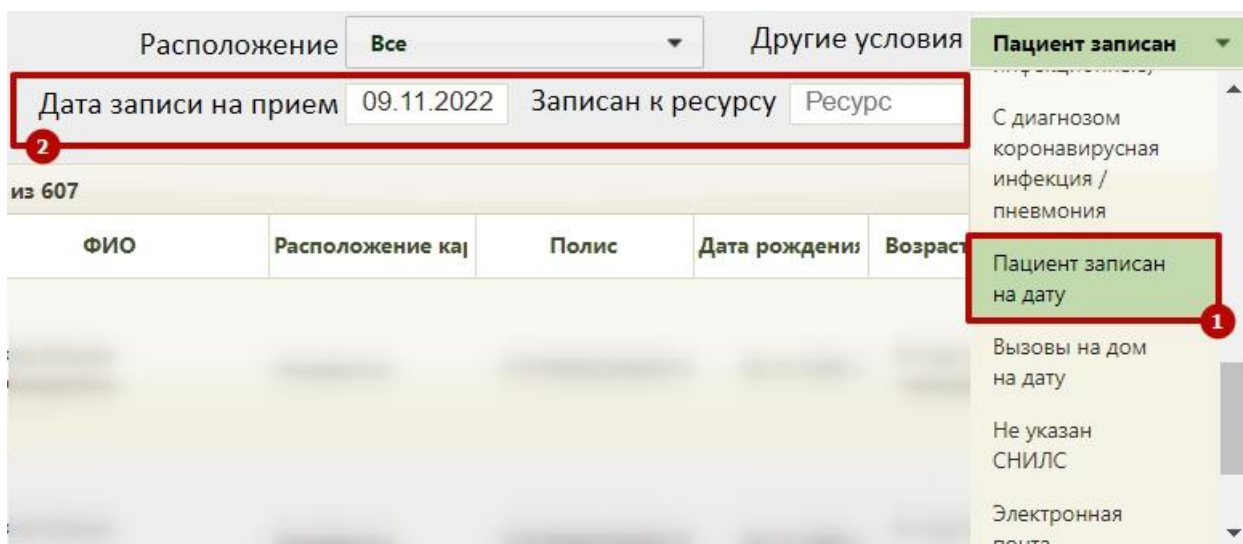 Расположение Все Другие условия Пациент записан
Дата записи на прием 09.11.2022 Записан к ресурсу Ресурс
2
из 607
ФИО Расположение кар Полис Дата рождения Возраст
С диагнозом
коронавирусная
инфекция /
пневмония
Пациент записан
на дату
1
Вызовы на дом
на дату
Не указан
СНИЛС
Электронная
почта